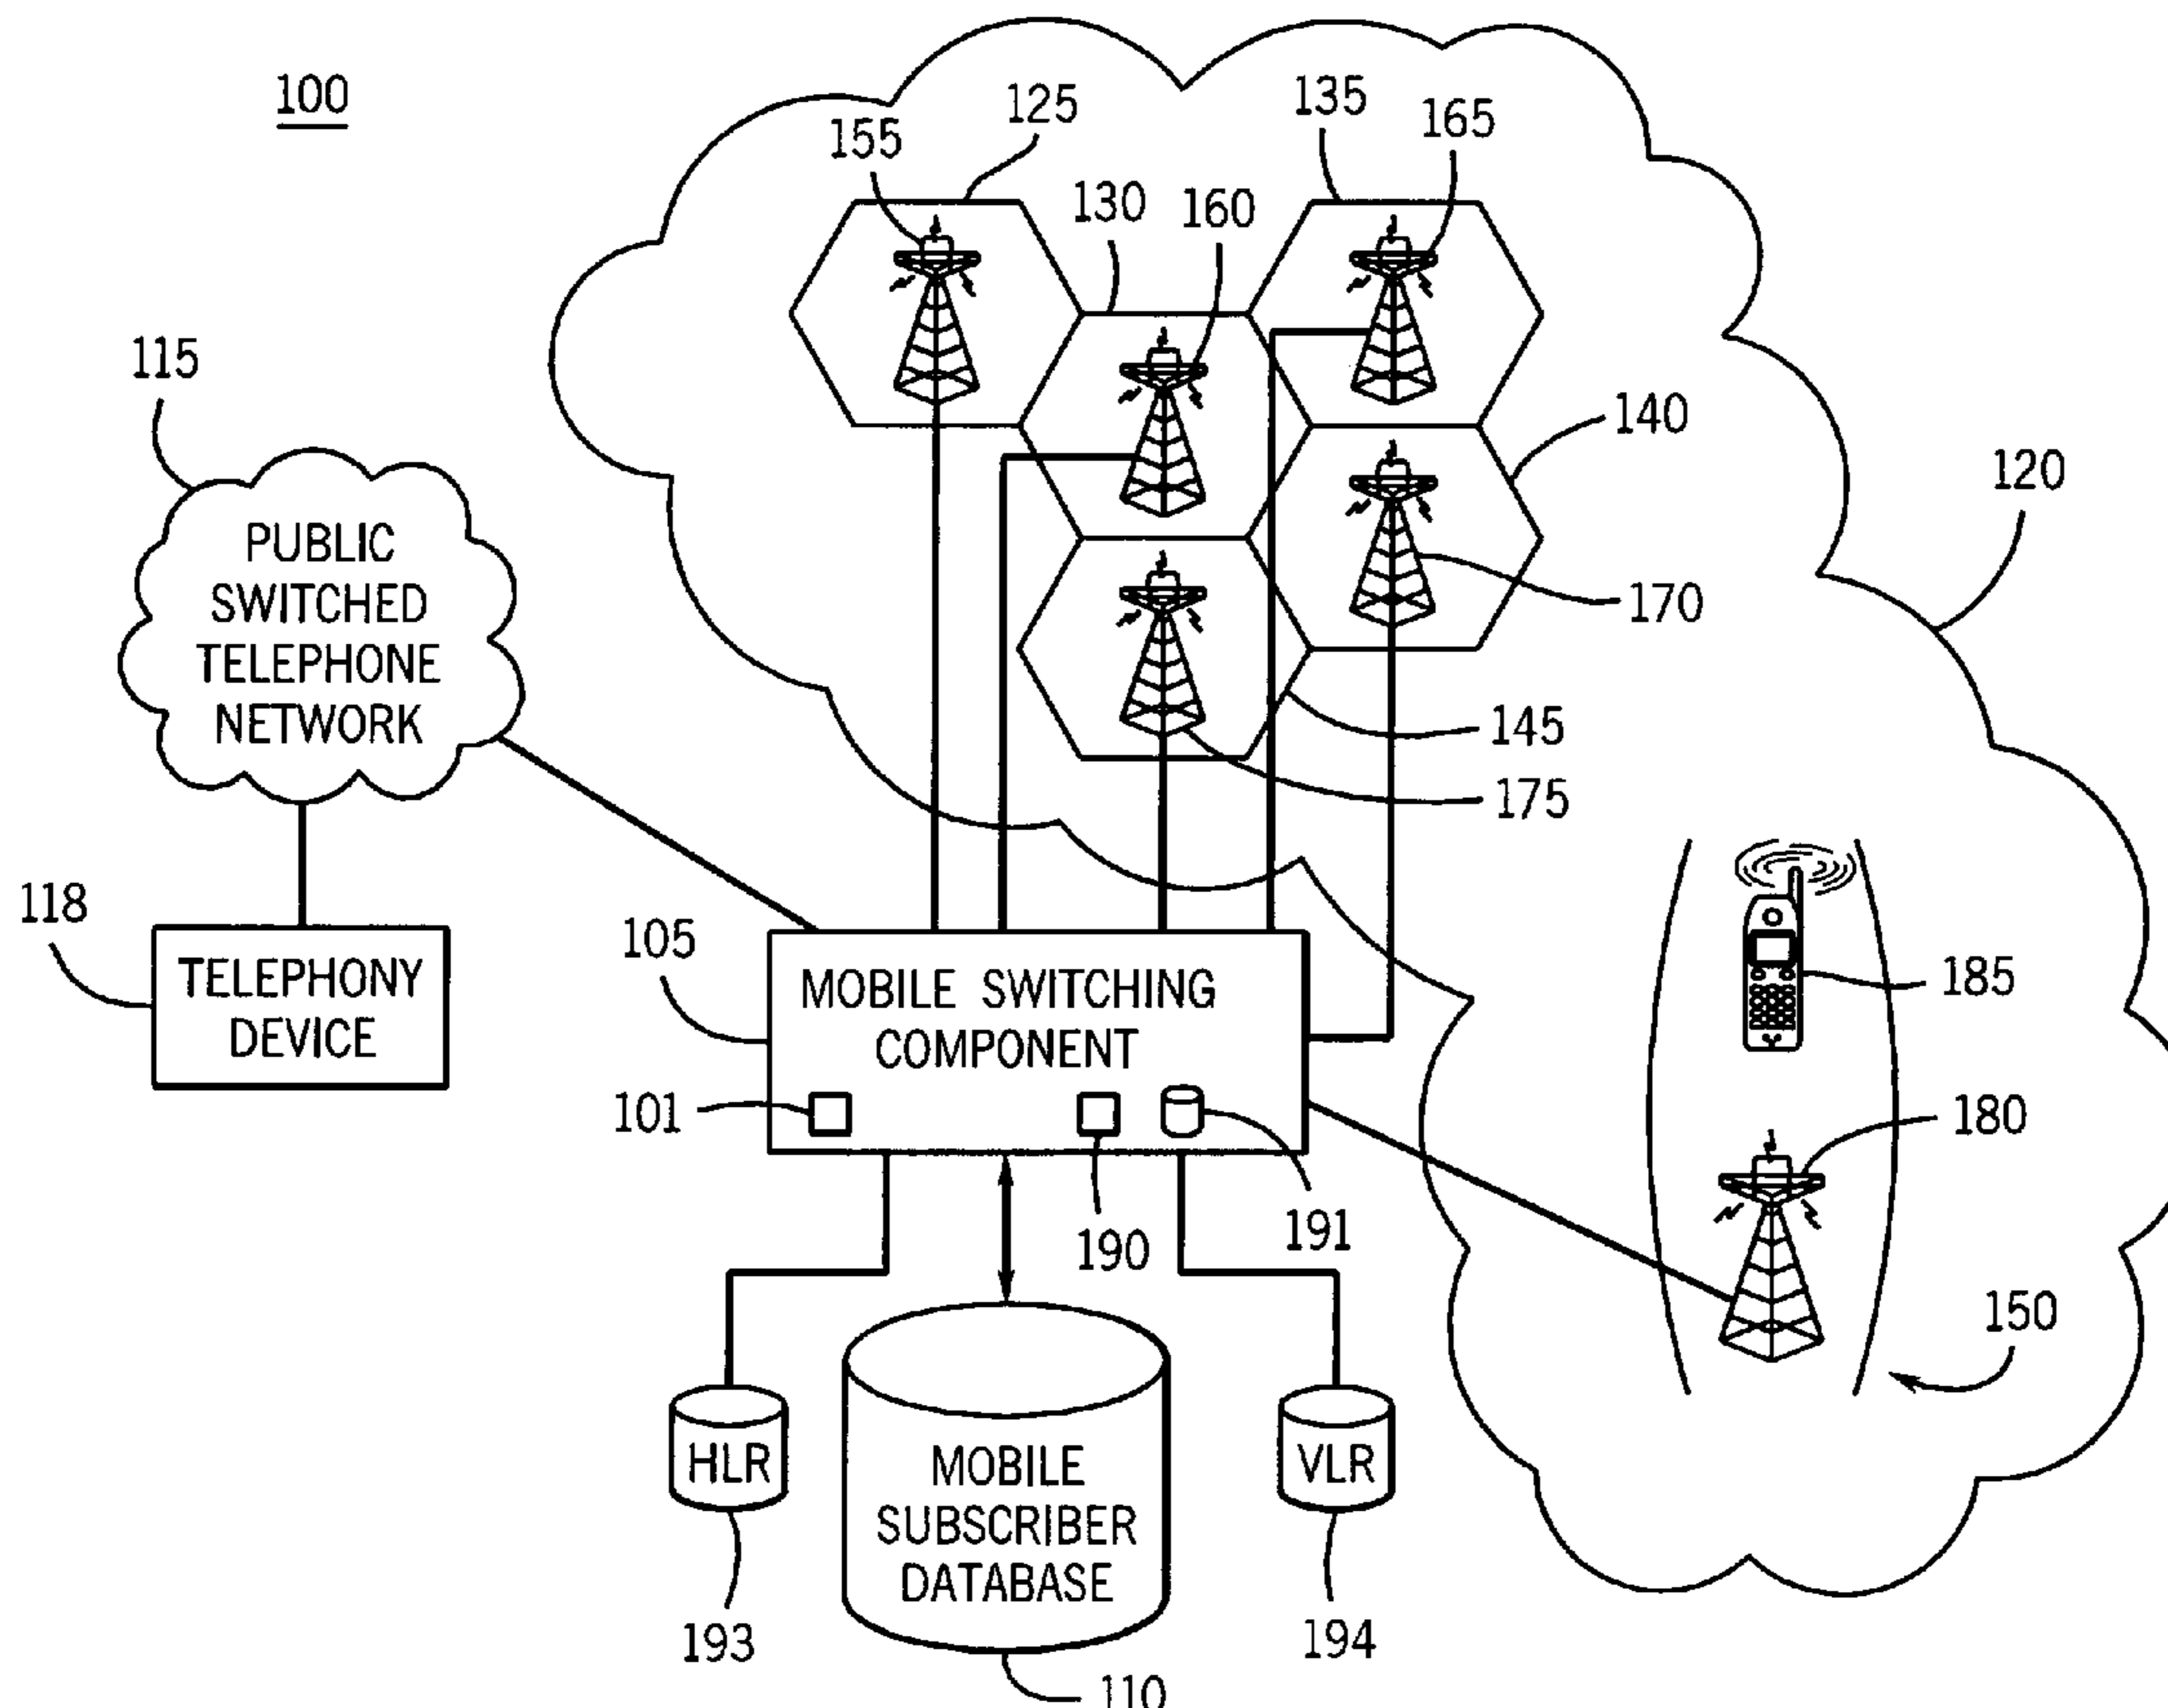 100
125
135
155
165
130
160
115
140
120
PUBLIC
SWITCHED
TELEPHONE
NETWORK
170
145
175
118
105
TELEPHONY
DEVICE
MOBILE SWITCHING
COMPONENT
185
101
180
190
191
150
HLR
MOBILE
SUBSCRIBER
DATABASE
VLR
193
194
110